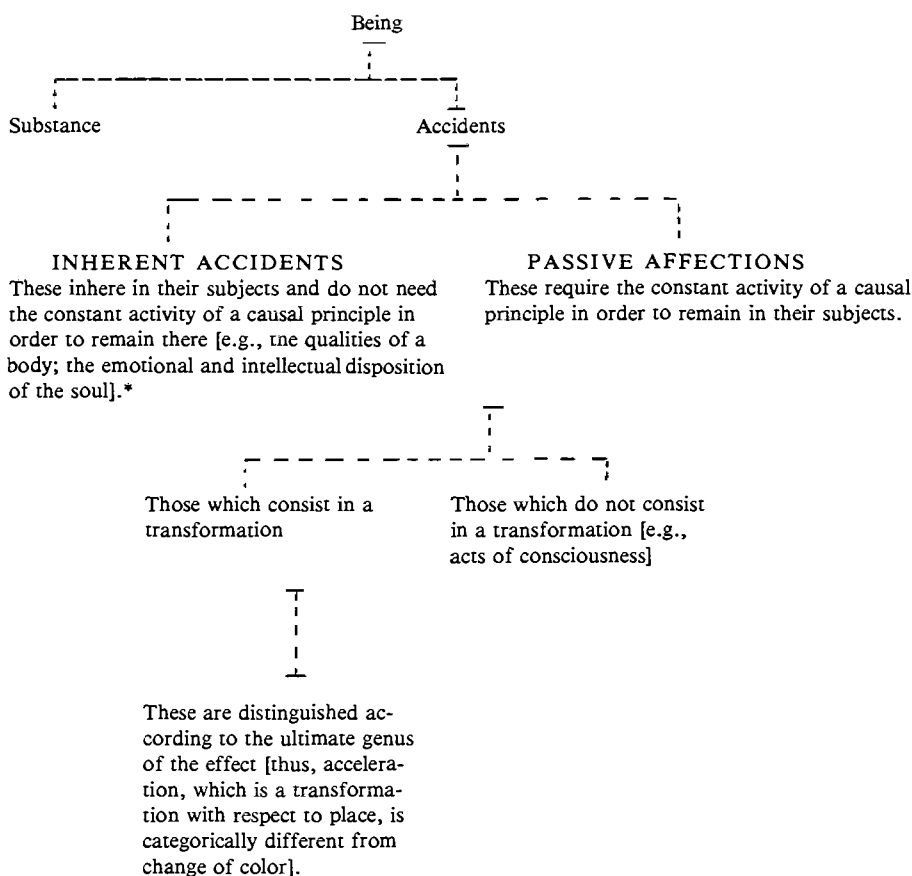 Being
Substance
Accidents
INHERENT ACCIDENTS
These inhere in their subjects and do not need
the constant activity of a causal principle in
order to remain there [e.g., the qualities of a
body; the emotional and intellectual disposition
of the soul].*
PASSIVE AFFECTIONS
These require the constant activity of a causal
principle in order to remain in their subjects.
Those which consist in a
transformation
Those which do not consist
in a transformation [e.g.,
acts of consciousness]
These are distinguished ac-
cording to the ultimate genus
of the effect [thus, accelera-
tion, which is a transforma-
tion with respect to place, is
categorically different from
change of color].